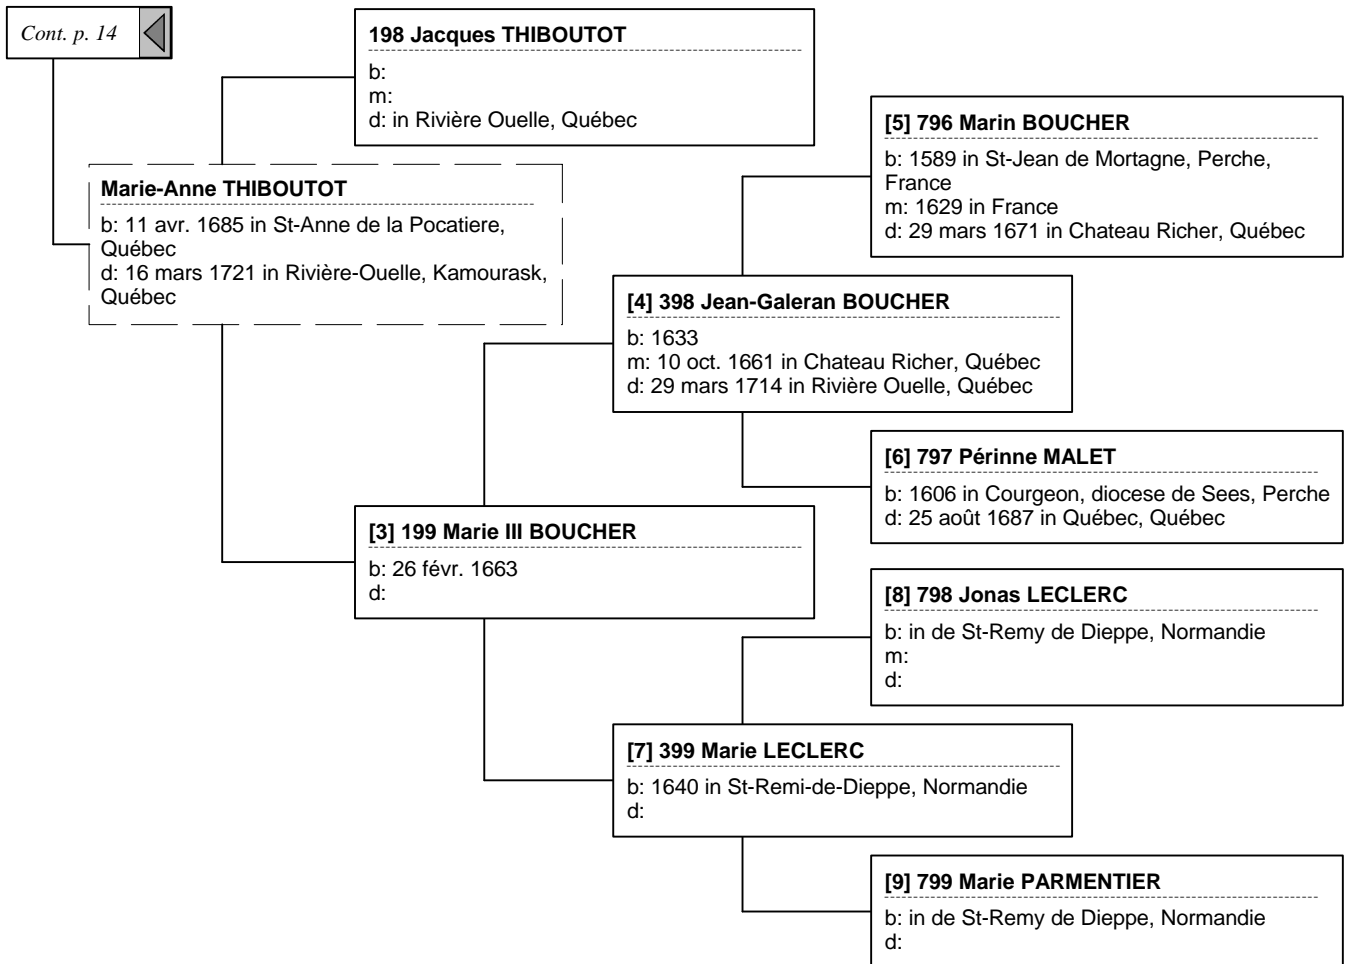 Cont. p. 14
198 Jacques THIBOUTOT
b:
m:
d: in Rivière Ouelle, Québec
Marie-Anne THIBOUTOT
b: 11 avr. 1685 in St-Anne de la Pocatiere,
Québec
d: 16 mars 1721 in Rivière-Ouelle, Kamourask,
Québec
[5] 796 Marin BOUCHER
b: 1589 in St-Jean de Mortagne, Perche,
France
m: 1629 in France
d: 29 mars 1671 in Chateau Richer, Québec
[4] 398 Jean-Galeran BOUCHER
b: 1633
m: 10 oct. 1661 in Chateau Richer, Québec
d: 29 mars 1714 in Rivière Ouelle, Québec
[6] 797 Périnne MALET
b: 1606 in Courgeon, diocese de Sees, Perche
d: 25 août 1687 in Québec, Québec
[3] 199 Marie III BOUCHER
b: 26 févr. 1663
d:
[8] 798 Jonas LECLERC
b: in de St-Remy de Dieppe, Normandie
m:
d:
[7] 399 Marie LECLERC
b: 1640 in St-Remi-de-Dieppe, Normandie
d:
[9] 799 Marie PARMENTIER
b: in de St-Remy de Dieppe, Normandie
d: